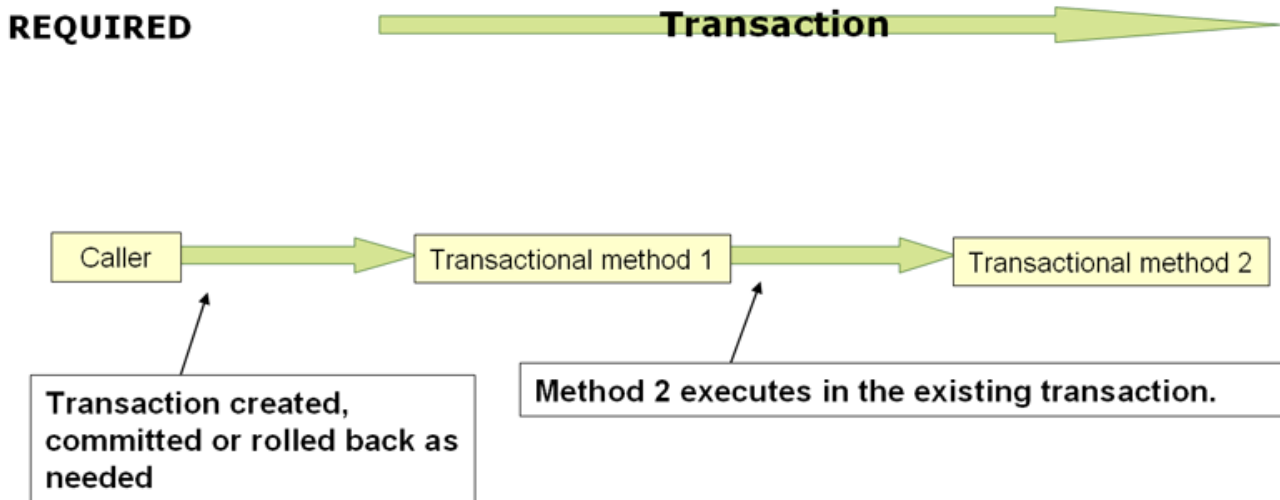 REQUIRED
Transaction
Caller
Transactional method 1
Transactional method 2
Transaction created,
committed or rolled back as
needed
Method 2 executes in the existing transaction.